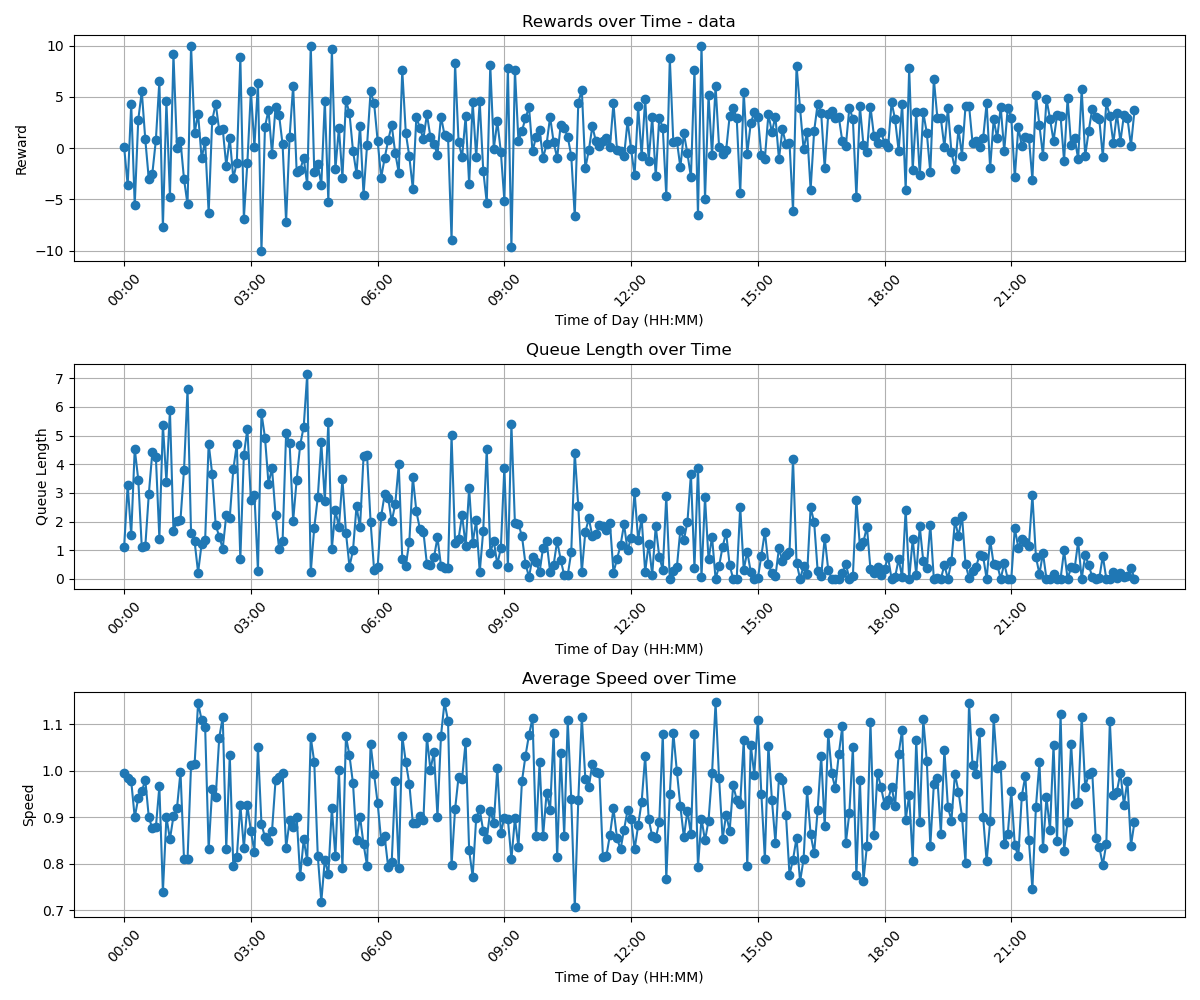 Rewards over Time - data
10
5
0
−5
−10
Reward
00:00 03:00 06:00 09:00 12:00 15:00 18:00 21:00
Time of Day (HH:MM)
Queue Length over Time
7
6
5
4
3
2
1
0
Queue Length
00:00 03:00 06:00 09:00 12:00 15:00 18:00 21:00
Time of Day (HH:MM)
Average Speed over Time
1.1
1.0
0.9
0.8
0.7
Speed
00:00 03:00 06:00 09:00 12:00 15:00 18:00 21:00
Time of Day (HH:MM)